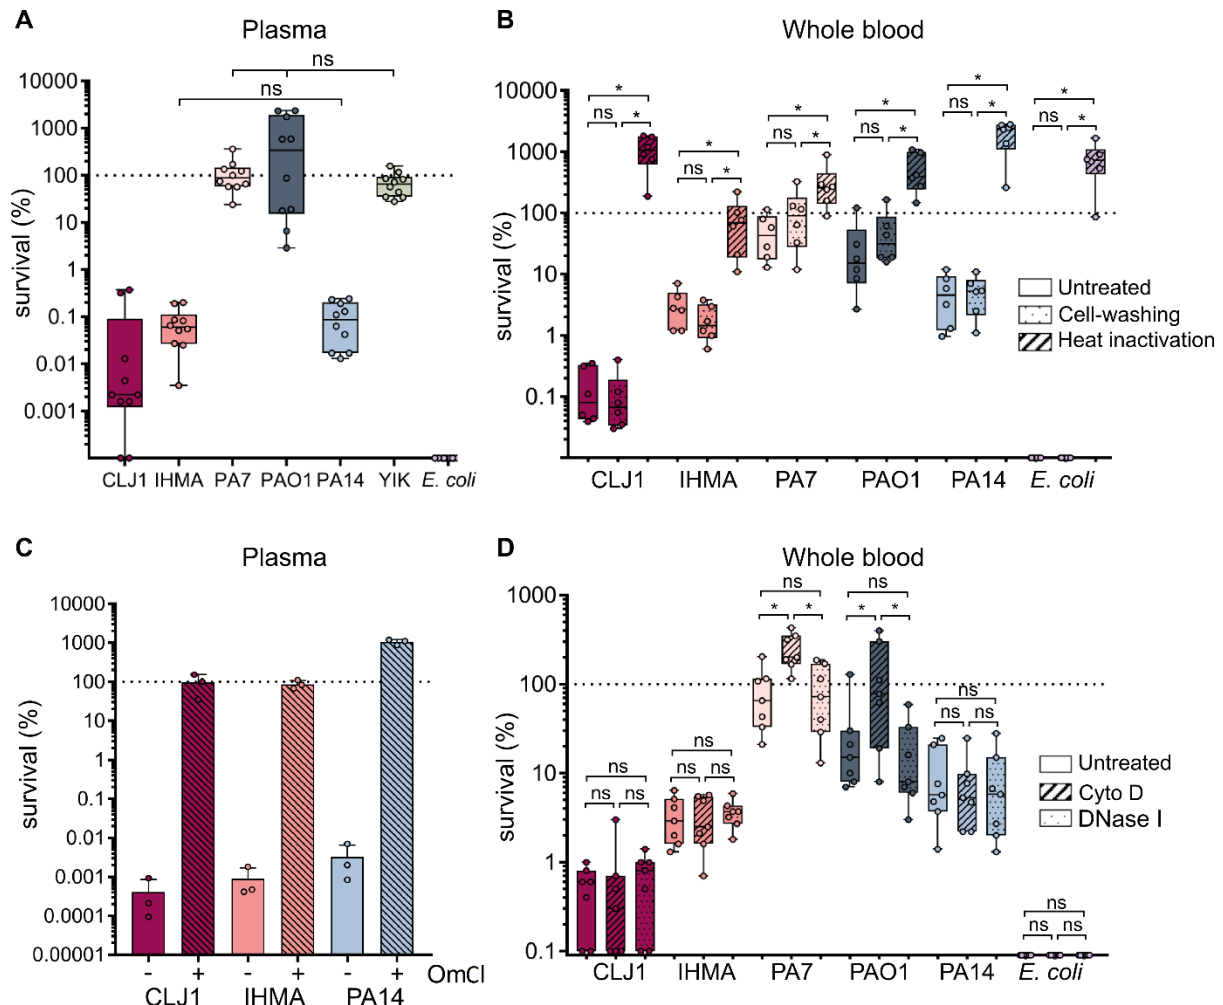 A
Plasma
ns
ns
survival (%)
10000
1000
100
10
1
0.1
0.01
0.001
CLJ1 IHMA PA7 PAO1 PA14 YIK E. coli
B
Whole blood
* ns * * ns * * ns * * ns * * ns * * ns *
survival (%)
10000
1000
100
10
1
0.1
Untreated
Cell-washing
Heat inactivation
CLJ1 IHMA PA7 PAO1 PA14 E. coli
C
Plasma
survival (%)
10000
1000
100
10
1
0.1
0.01
0.001
0.0001
0.00001
- + - + - + OmCI
CLJ1 IHMA PA14
D
Whole blood
ns ns ns ns ns ns ns * * ns * * ns ns ns ns ns ns
survival (%)
1000
100
10
1
0.1
Untreated
Cyto D
DNase I
CLJ1 IHMA PA7 PAO1 PA14 E. coli